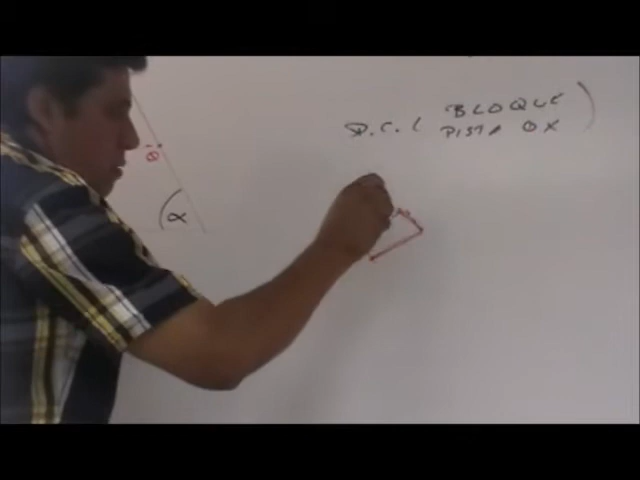 BLOQUE )
D.C.L ( PISTA OX
θ
α